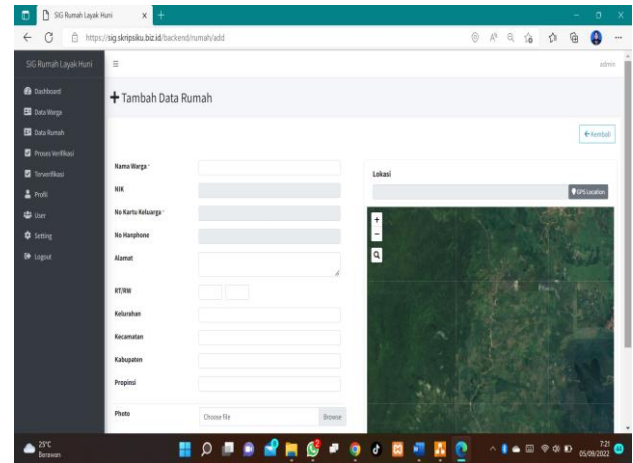 SIG Rumah Layak Huni
https://sig.skripsiku.biz.id/backend/rumah/add
SIG Rumah Layak Huni
admin
Dashboard
Data Warga
Data Rumah
Proses Verifikasi
Terverifikasi
Profil
User
Setting
Logout
Tambah Data Rumah
Kembali
Nama Warga *
NIK
No Kartu Keluarga *
No Hanphone
Alamat
RT/RW
Kelurahan
Kecamatan
Kabupaten
Propinsi
Photo
Choose file
Browse
Lokasi
GPS Location
+
−
25°C
Berawan
7:21
05/09/2022